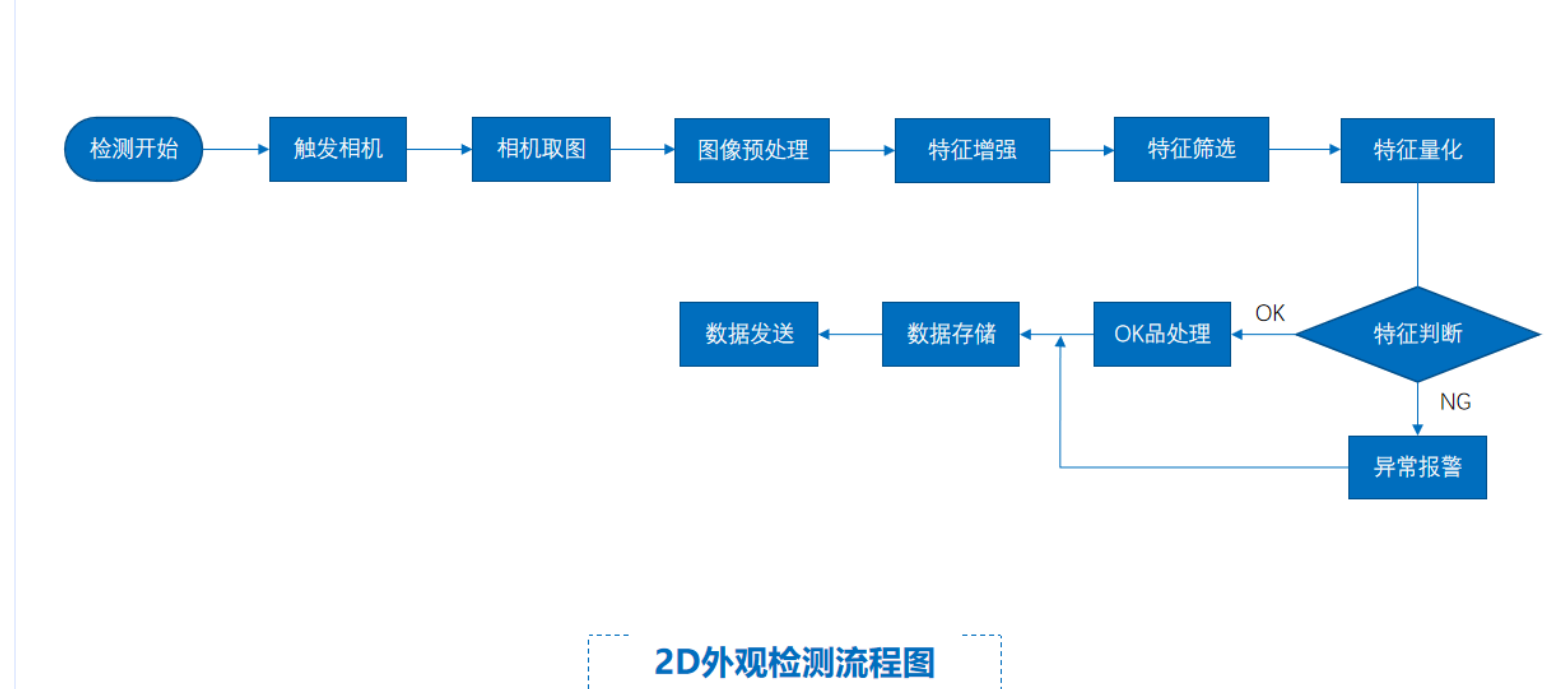 检测开始
触发相机
相机取图
图像预处理
特征增强
特征筛选
特征量化
数据发送
数据存储
OK品处理
OK
特征判断
NG
异常报警
2D外观检测流程图